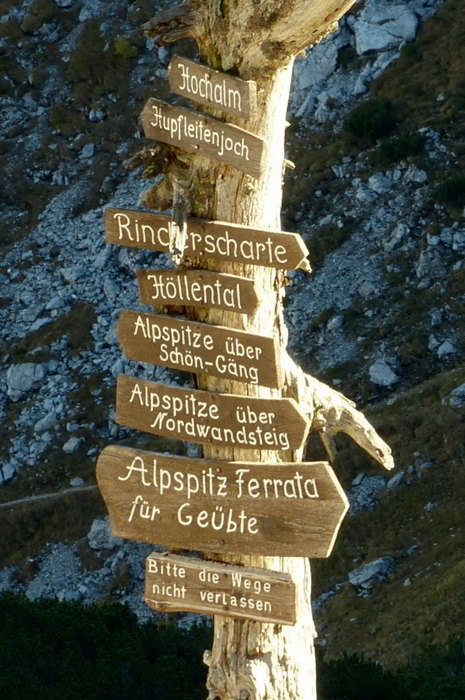 Hochalm
Hupfleitenjoch
Rinderscharte
Höllental
Alpspitze über
Schön-Gäng
Alpspitze über
Nordwandsteig
Alpspitz Ferrata
für Geübte
Bitte die Wege
nicht verlassen